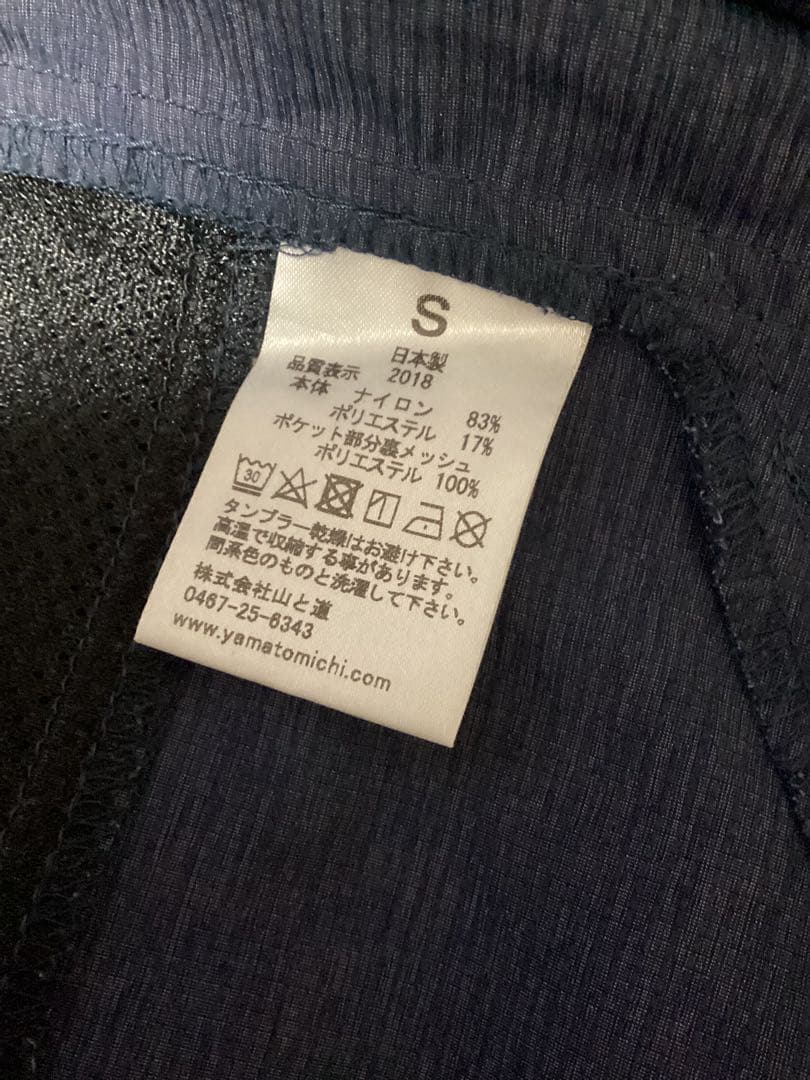 S
日本製
品質表示 2018
本体 ナイロン 83%
ポリエステル 17%
ポケット部分裏メッシュ
ポリエステル 100%
30
タンブラー乾燥はお避け下さい。
高温で収縮する事があります。
同系色のものと洗濯して下さい。
株式会社山と道
0467-25-6343
www.yamatomichi.com